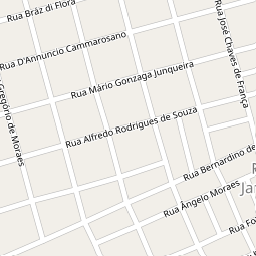 Rua Bráz di Flora
Rua D'Annuncio Cammarosano
Rua José Chaves de França
Rua Mário Gonzaga Junqueira
Gregório de Moraes
Rua Alfredo Rodrigues de Souza
Rua Bernardino de
Rua Ângelo Moraes
Rua